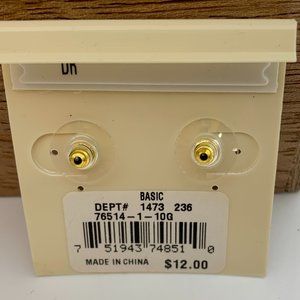 Dr
BASIC
DEPT# 1473 236
76514-1-10G
7 51943 74851 0
MADE IN CHINA $12.00